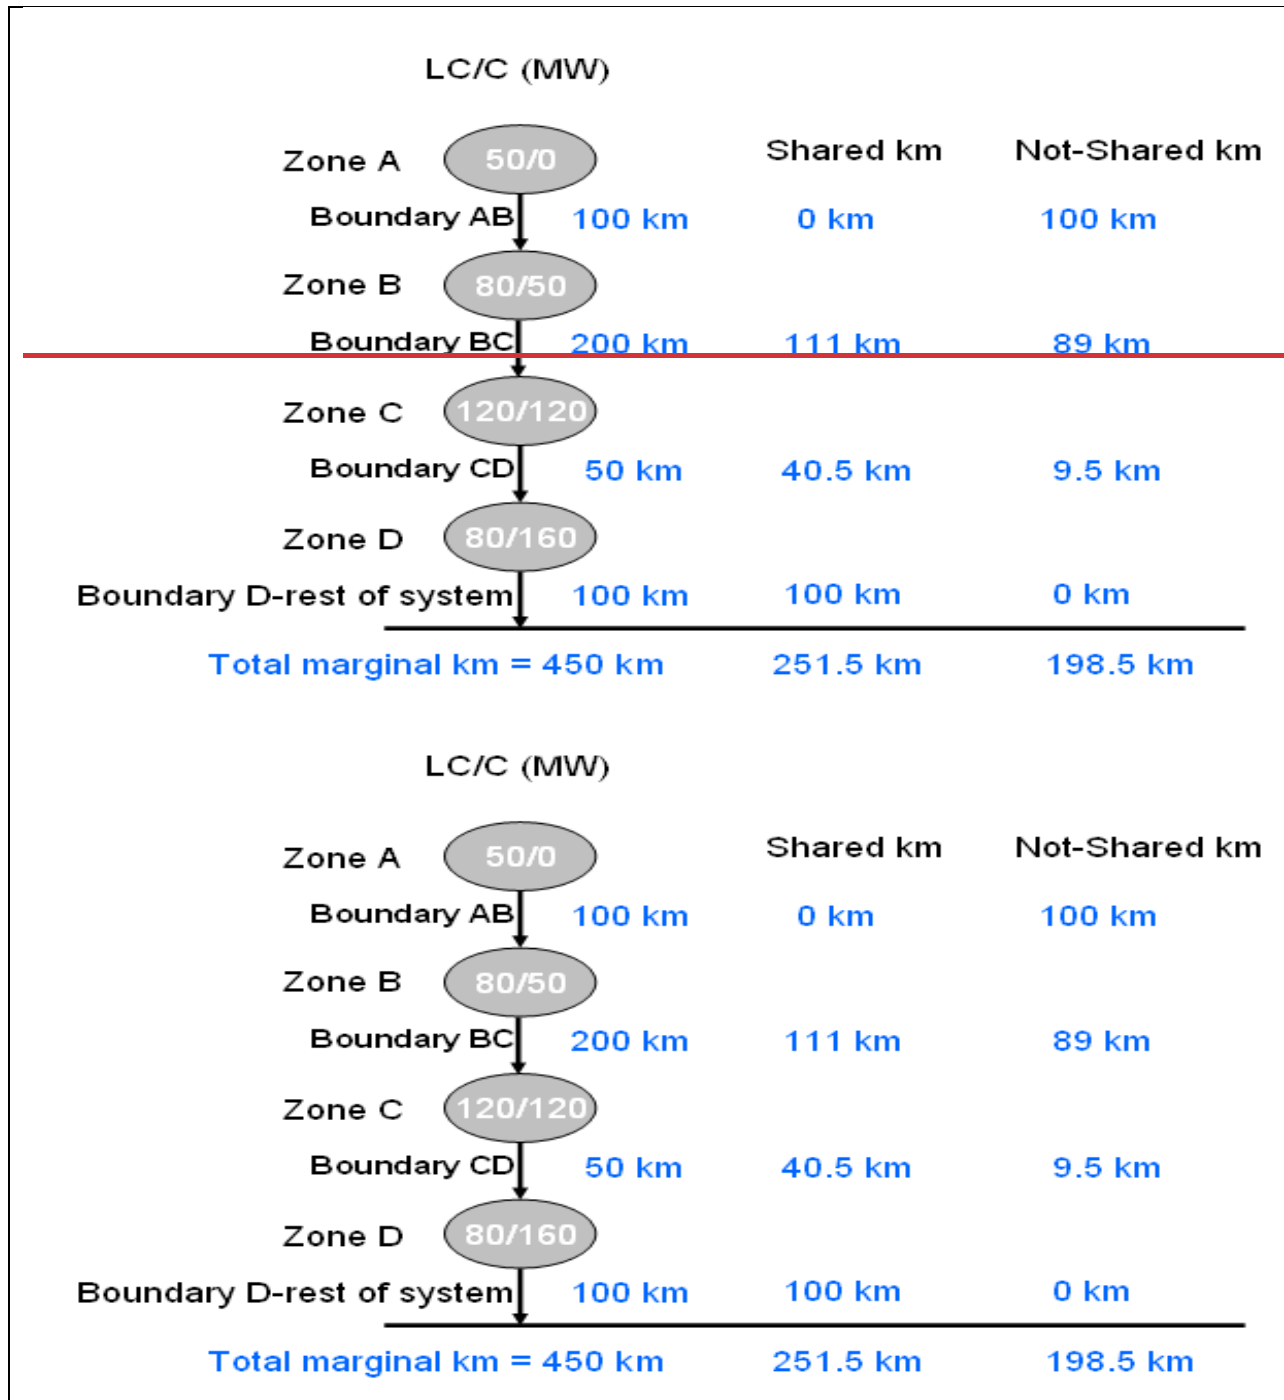 LC/C (MW)
Shared km Not-Shared km
Zone A 50/0
Boundary AB 100 km 0 km 100 km
Zone B 80/50
Boundary BC 200 km 111 km 89 km
Zone C 120/120
Boundary CD 50 km 40.5 km 9.5 km
Zone D 80/160
Boundary D-rest of system 100 km 100 km 0 km
Total marginal km = 450 km 251.5 km 198.5 km
LC/C (MW)
Shared km Not-Shared km
Zone A 50/0
Boundary AB 100 km 0 km 100 km
Zone B 80/50
Boundary BC 200 km 111 km 89 km
Zone C 120/120
Boundary CD 50 km 40.5 km 9.5 km
Zone D 80/160
Boundary D-rest of system 100 km 100 km 0 km
Total marginal km = 450 km 251.5 km 198.5 km